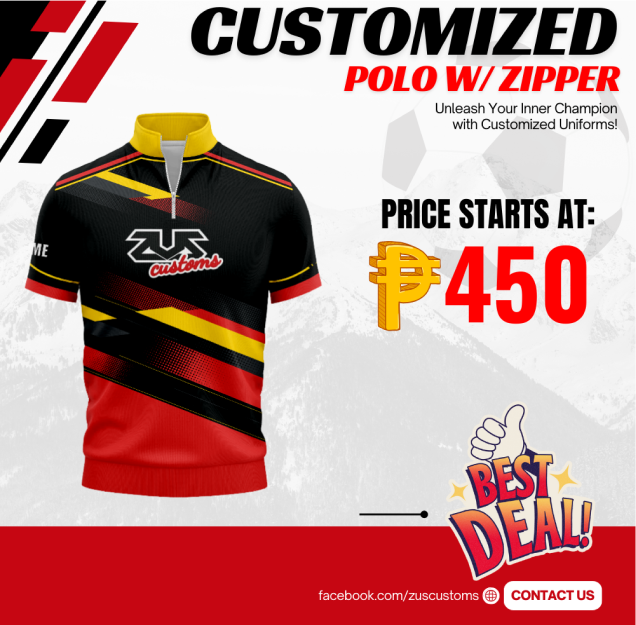 CUSTOMIZED
POLO W/ ZIPPER
Unleash Your Inner Champion
with Customized Uniforms!
PRICE STARTS AT:
₱450
ME
ZUS
customs
BEST
DEAL!
facebook.com/zuscustoms
CONTACT US